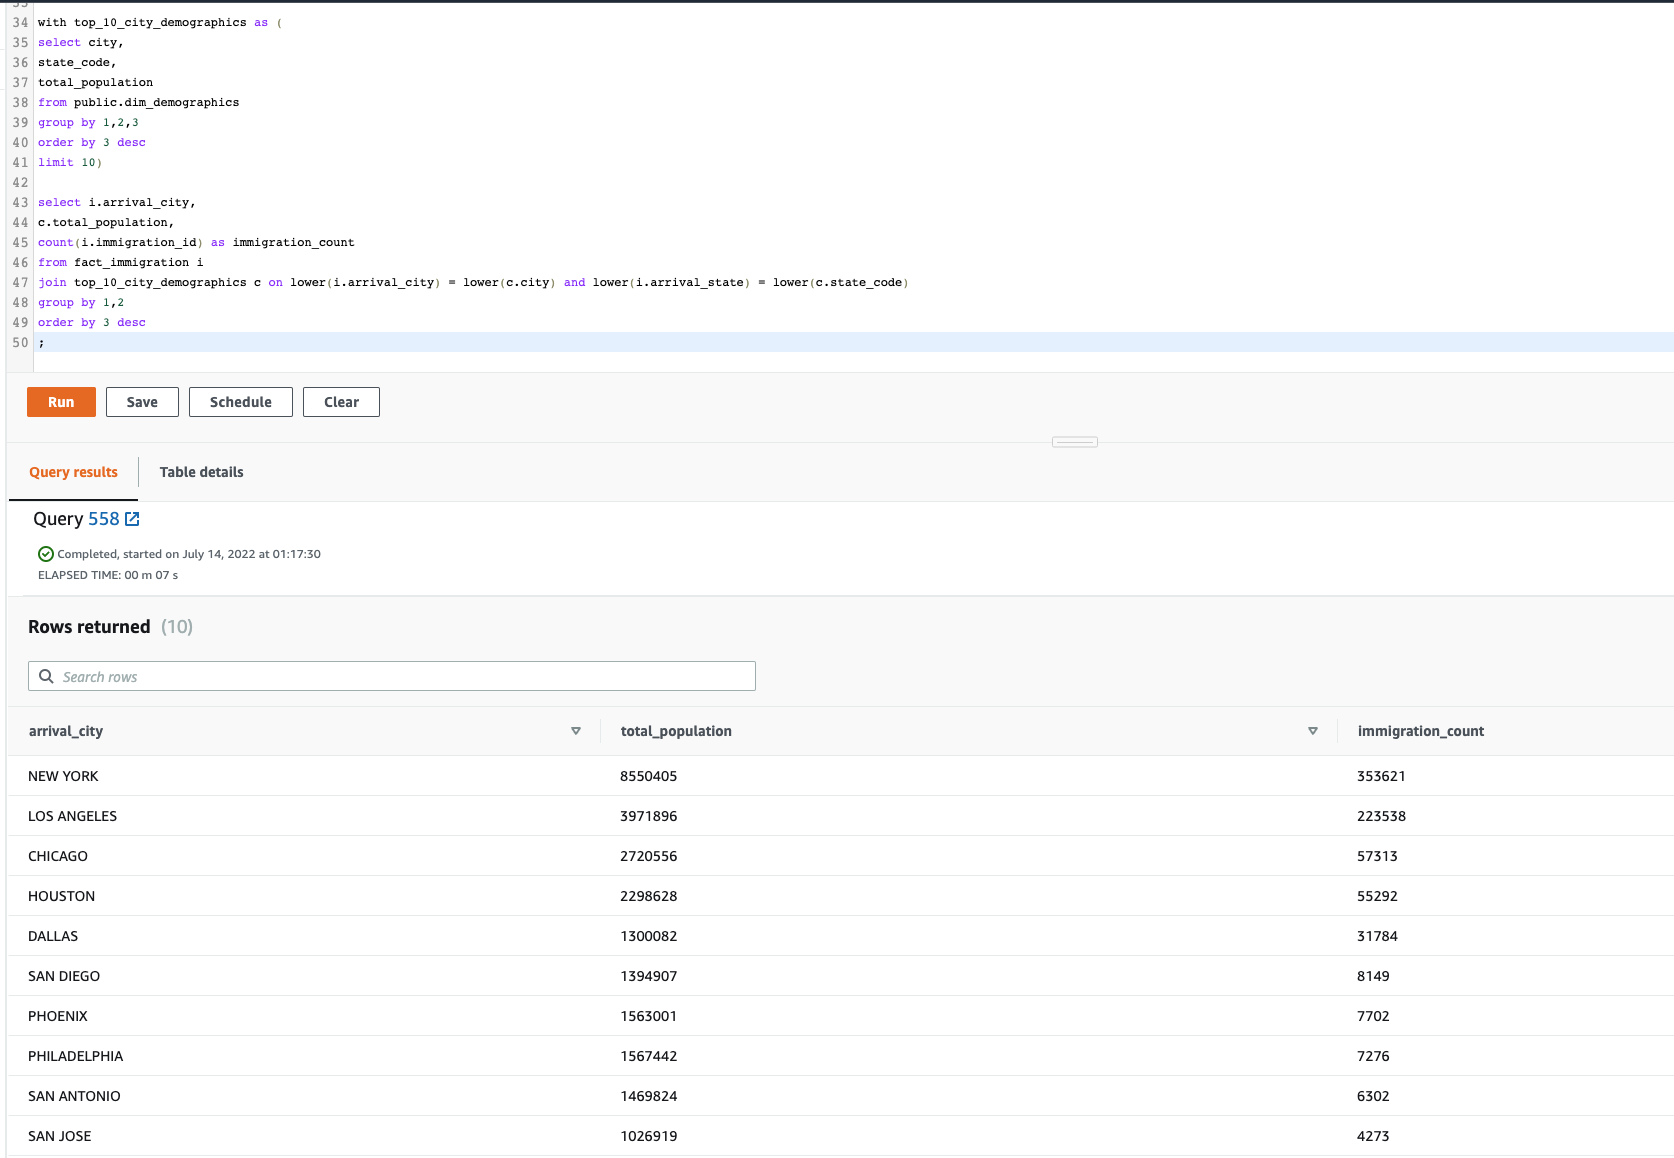 34 with top_10_city_demographics as (
35 select city,
36 state_code,
37 total_population
38 from public.dim_demographics
39 group by 1,2,3
40 order by 3 desc
41 limit 10)
42
43 select i.arrival_city,
44 c.total_population,
45 count(i.immigration_id) as immigration_count
46 from fact_immigration i
47 join top_10_city_demographics c on lower(i.arrival_city) = lower(c.city) and lower(i.arrival_state) = lower(c.state_code)
48 group by 1,2
49 order by 3 desc
50 ;
Run Save Schedule Clear
Query results Table details
Query 558
Completed, started on July 14, 2022 at 01:17:30
ELAPSED TIME: 00 m 07 s
Rows returned (10)
Search rows
arrival_city total_population immigration_count
NEW YORK 8550405 353621
LOS ANGELES 3971896 223538
CHICAGO 2720556 57313
HOUSTON 2298628 55292
DALLAS 1300082 31784
SAN DIEGO 1394907 8149
PHOENIX 1563001 7702
PHILADELPHIA 1567442 7276
SAN ANTONIO 1469824 6302
SAN JOSE 1026919 4273